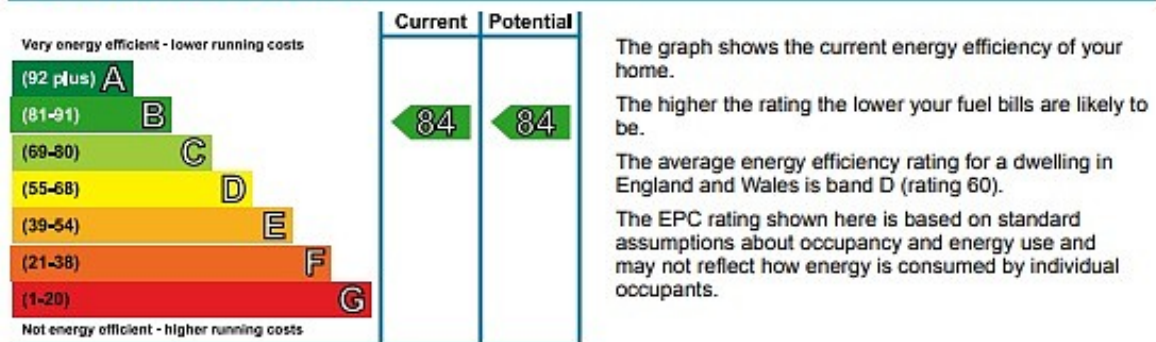 Current Potential
Very energy efficient - lower running costs
(92 plus) A
(81-91) B
(69-80) C
(55-68) D
(39-54) E
(21-38) F
(1-20) G
Not energy efficient - higher running costs
84 84
The graph shows the current energy efficiency of your
home.
The higher the rating the lower your fuel bills are likely to
be.
The average energy efficiency rating for a dwelling in
England and Wales is band D (rating 60).
The EPC rating shown here is based on standard
assumptions about occupancy and energy use and
may not reflect how energy is consumed by individual
occupants.